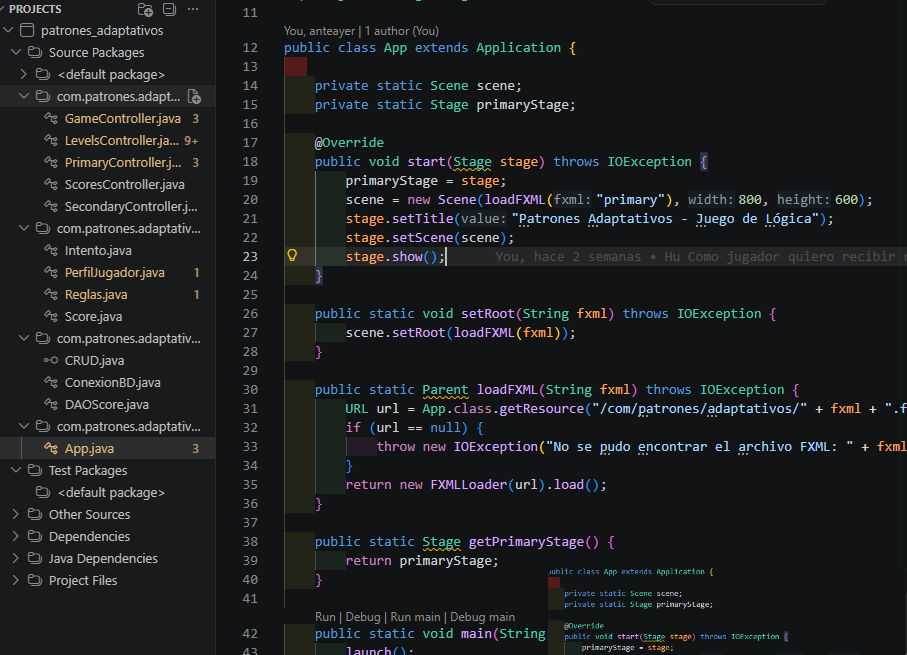 PROJECTS
patrones_adaptativos
Source Packages
<default package>
com.patrones.adapt...
GameController.java 3
LevelsController.ja... 9+
PrimaryController.j... 3
ScoresController.java
SecondaryController.j...
com.patrones.adaptativ...
Intento.java
PerfilJugador.java 1
Reglas.java 1
Score.java
com.patrones.adaptativ...
CRUD.java
ConexionBD.java
DAOScore.java
com.patrones.adaptativ...
App.java 3
Test Packages
<default package>
Other Sources
Dependencies
Java Dependencies
Project Files
11
You, anteayer | 1 author (You)
12 public class App extends Application {
13
14 private static Scene scene;
15 private static Stage primaryStage;
16
17 @Override
18 public void start(Stage stage) throws IOException {
19 primaryStage = stage;
20 scene = new Scene(loadFXML(fxml: "primary"), width: 800, height: 600);
21 stage.setTitle(value: "Patrones Adaptativos - Juego de Lógica");
22 stage.setScene(scene);
23 stage.show(); You, hace 2 semanas • Hu Como jugador quiero recibir
24 }
25
26 public static void setRoot(String fxml) throws IOException {
27 scene.setRoot(loadFXML(fxml));
28 }
29
30 public static Parent loadFXML(String fxml) throws IOException {
31 URL url = App.class.getResource("/com/patrones/adaptativos/" + fxml + ".f
32 if (url == null) {
33 throw new IOException("No se pudo encontrar el archivo FXML: " + fxml
34 }
35 return new FXMLLoader(url).load();
36 }
37
38 public static Stage getPrimaryStage() {
39 return primaryStage;
40 }
41
Run | Debug | Run main | Debug main
42 public static void main(String
43 launch();
ublic class App extends Application {
private static Scene scene;
private static Stage primaryStage;
@Override
public void start(Stage stage) throws IOException {
primaryStage = stage;